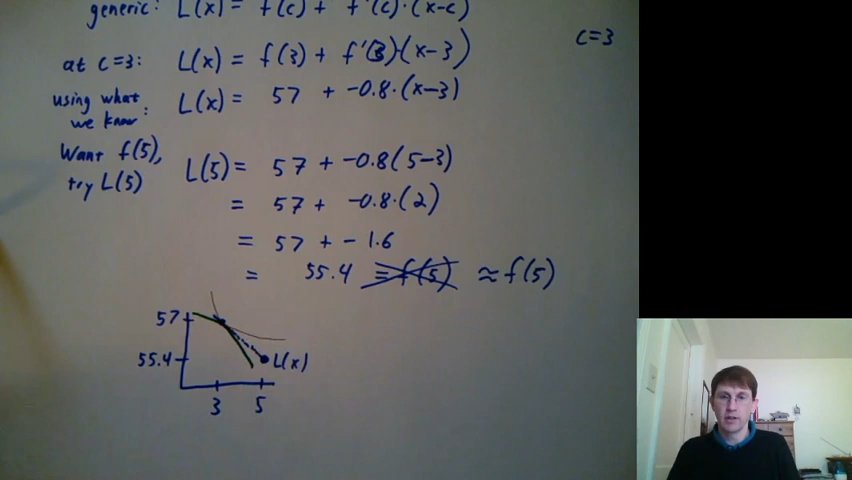 generic: L(x) = f(c) + f'(c)·(x-c)
c=3
at c=3: L(x) = f(3) + f'(3)·(x-3)
using what we know: L(x) = 57 + -0.8·(x-3)
Want f(5), try L(5)
L(5) = 57 + -0.8(5-3)
= 57 + -0.8·(2)
= 57 + -1.6
= 55.4 = f(5) ≈ f(5)
57
55.4
L(x)
3 5